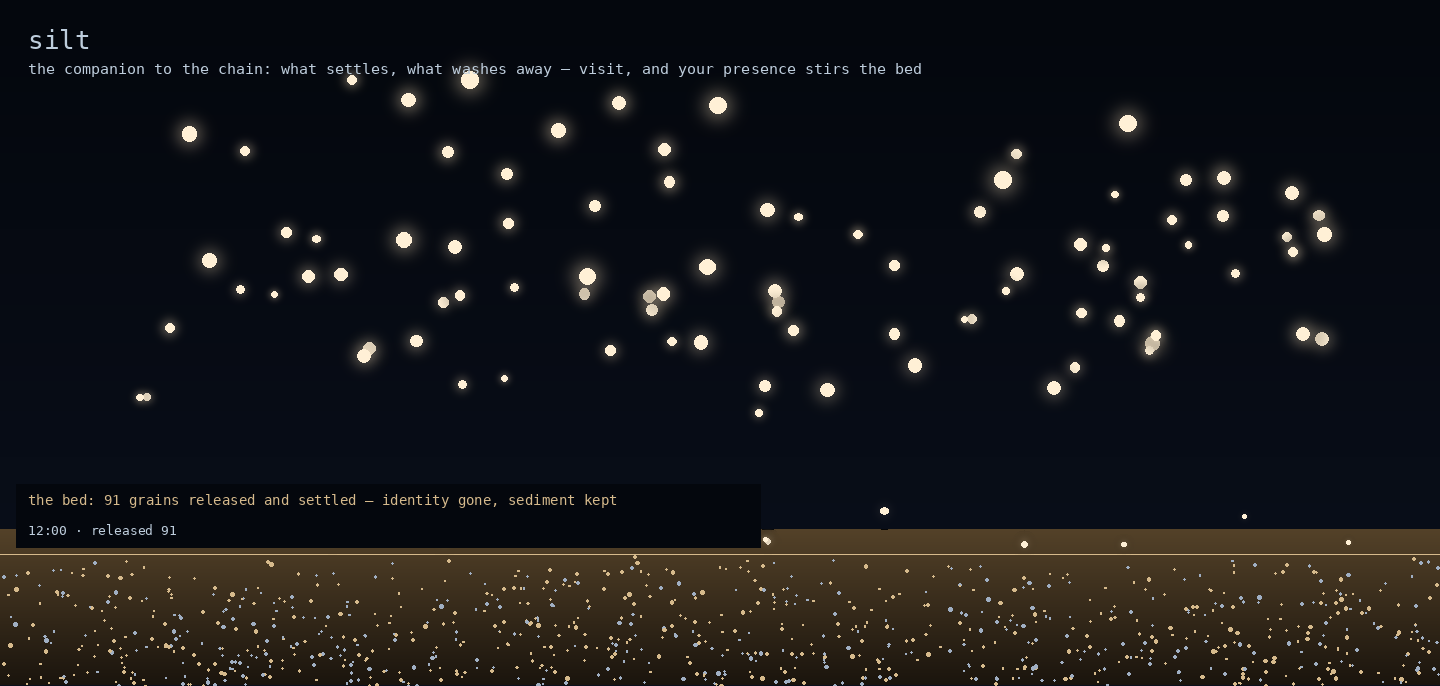 silt
the companion to the chain: what settles, what washes away — visit, and your presence stirs the bed
the bed: 91 grains released and settled — identity gone, sediment kept
12:00 · released 91